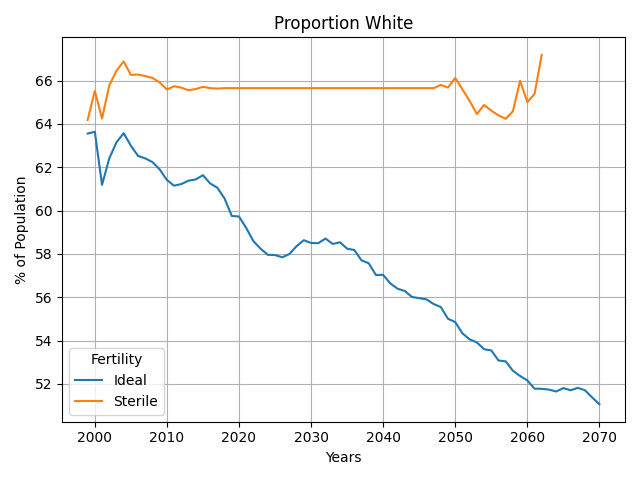 Proportion White
% of Population
66
64
62
60
58
56
54
52
Fertility
Ideal
Sterile
2000 2010 2020 2030 2040 2050 2060 2070
Years